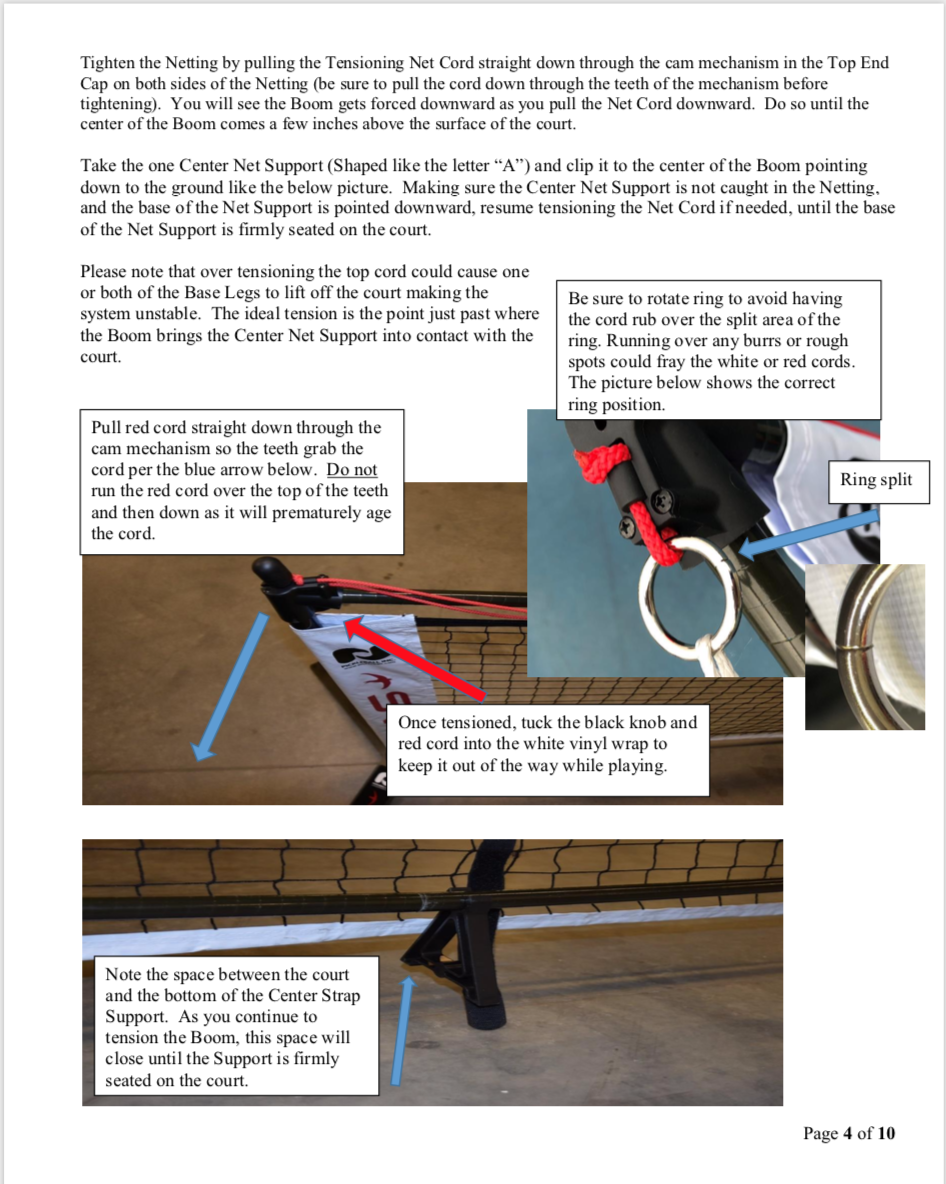 Tighten the Netting by pulling the Tensioning Net Cord straight down through the cam mechanism in the Top End
Cap on both sides of the Netting (be sure to pull the cord down through the teeth of the mechanism before
tightening).  You will see the Boom gets forced downward as you pull the Net Cord downward.  Do so until the
center of the Boom comes a few inches above the surface of the court.
Take the one Center Net Support (Shaped like the letter “A”) and clip it to the center of the Boom pointing
down to the ground like the below picture.  Making sure the Center Net Support is not caught in the Netting,
and the base of the Net Support is pointed downward, resume tensioning the Net Cord if needed, until the base
of the Net Support is firmly seated on the court.
Please note that over tensioning the top cord could cause one
or both of the Base Legs to lift off the court making the
system unstable.  The ideal tension is the point just past where
the Boom brings the Center Net Support into contact with the
court.
Be sure to rotate ring to avoid having
the cord rub over the split area of the
ring. Running over any burrs or rough
spots could fray the white or red cords.
The picture below shows the correct
ring position.
Pull red cord straight down through the
cam mechanism so the teeth grab the
cord per the blue arrow below.  Do not
run the red cord over the top of the teeth
and then down as it will prematurely age
the cord.
Ring split
Once tensioned, tuck the black knob and
red cord into the white vinyl wrap to
keep it out of the way while playing.
Note the space between the court
and the bottom of the Center Strap
Support.  As you continue to
tension the Boom, this space will
close until the Support is firmly
seated on the court.
Page 4 of 10